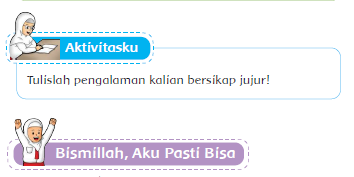 Aktivitasku
Tulislah pengalaman kalian bersikap jujur!
Bismillah, Aku Pasti Bisa